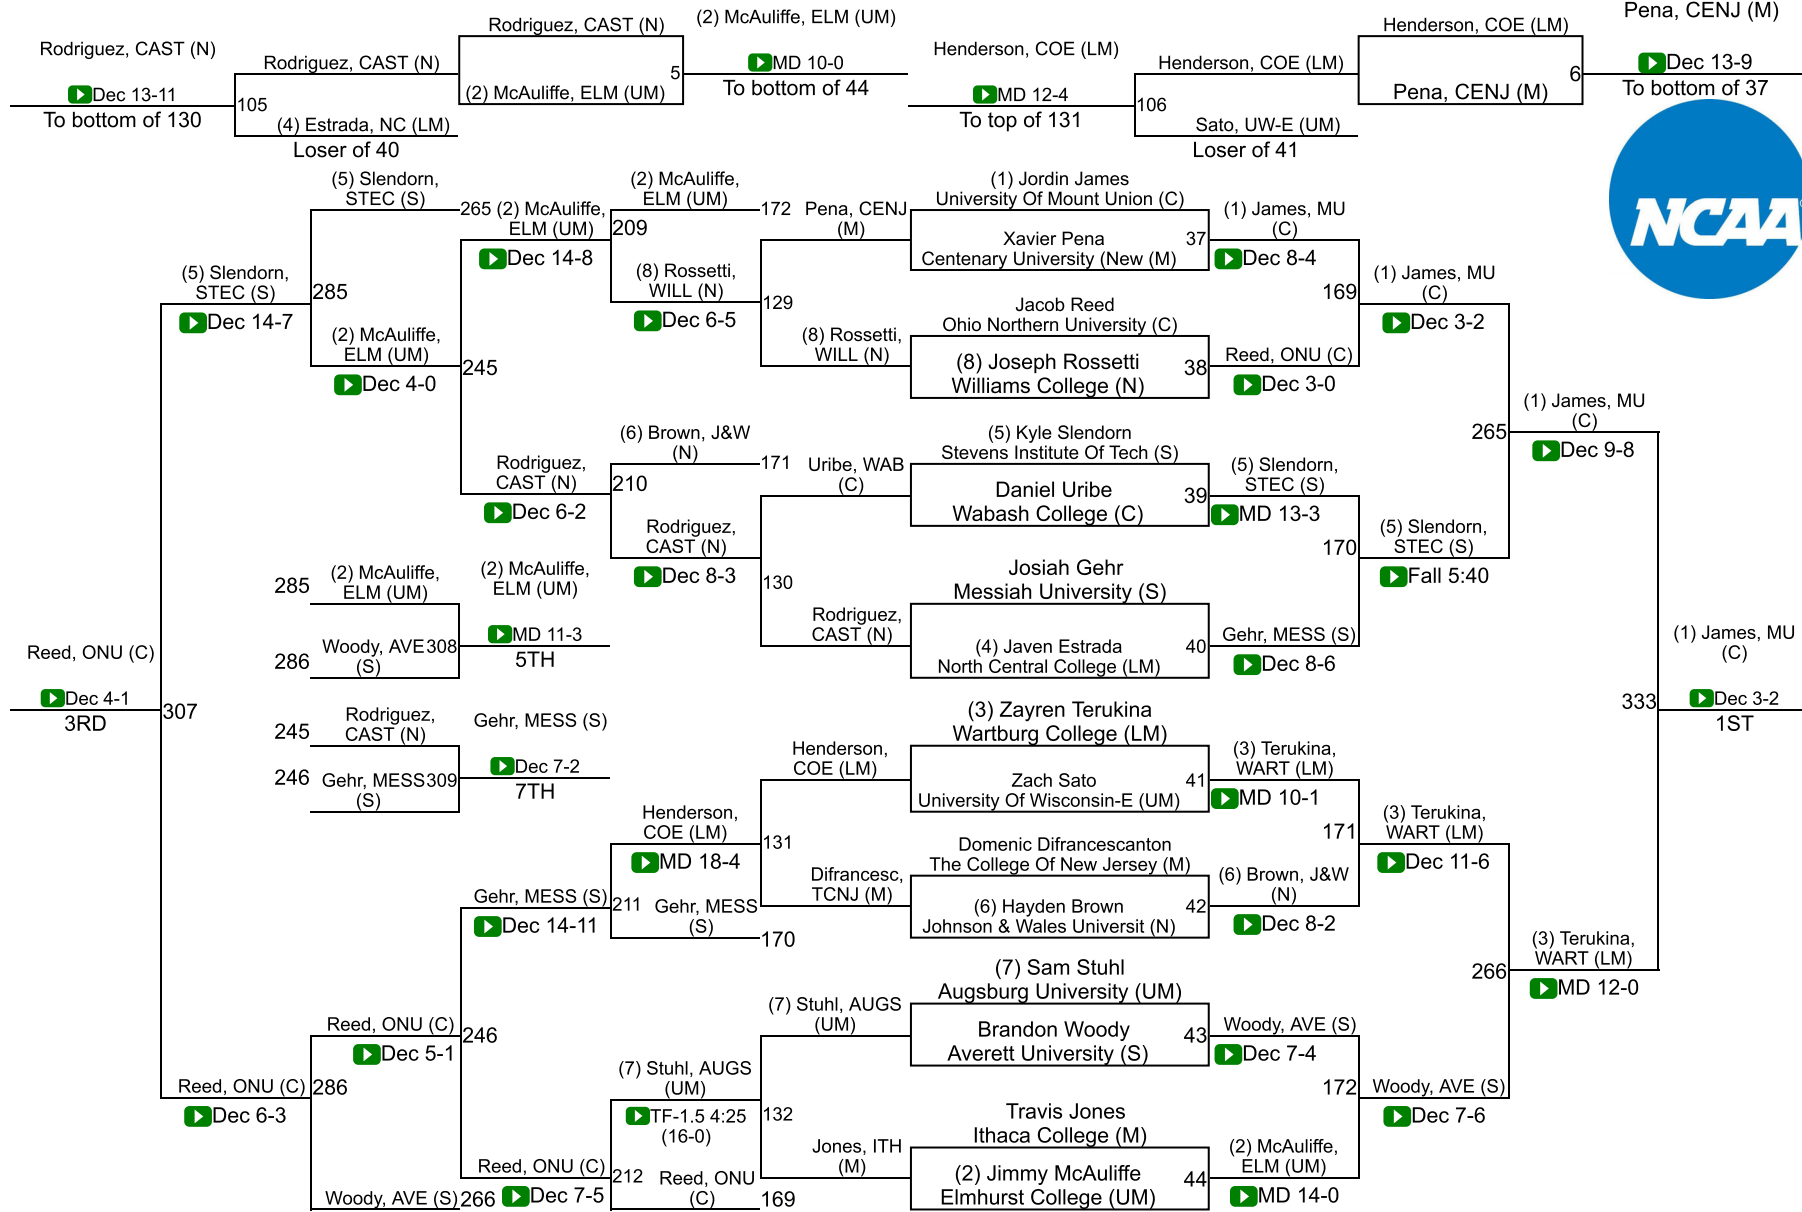 Rodriguez, CAST (N)
Dec 13-11
To bottom of 130
105
Rodriguez, CAST (N)
(4) Estrada, NC (LM)
Loser of 40
Rodriguez, CAST (N)
(2) McAuliffe, ELM (UM)
5
(2) McAuliffe, ELM (UM)
MD 10-0
To bottom of 44
Henderson, COE (LM)
MD 12-4
To top of 131
106
Henderson, COE (LM)
Sato, UW-E (UM)
Loser of 41
Henderson, COE (LM)
Pena, CENJ (M)
6
Pena, CENJ (M)
Dec 13-9
To bottom of 37
NCAA
(1) Jordin James
University Of Mount Union (C)
Xavier Pena
Centenary University (New (M)
37
(1) James, MU
(C)
Dec 8-4
Jacob Reed
Ohio Northern University (C)
(8) Joseph Rossetti
Williams College (N)
38
Reed, ONU (C)
Dec 3-0
169
(1) James, MU
(C)
Dec 3-2
(5) Kyle Slendorn
Stevens Institute Of Tech (S)
Daniel Uribe
Wabash College (C)
39
(5) Slendorn,
STEC (S)
MD 13-3
Josiah Gehr
Messiah University (S)
(4) Javen Estrada
North Central College (LM)
40
Gehr, MESS (S)
Dec 8-6
170
(5) Slendorn,
STEC (S)
Fall 5:40
265
(1) James, MU
(C)
Dec 9-8
(3) Zayren Terukina
Wartburg College (LM)
Zach Sato
University Of Wisconsin-E (UM)
41
(3) Terukina,
WART (LM)
MD 10-1
Domenic Difrancescanton
The College Of New Jersey (M)
(6) Hayden Brown
Johnson & Wales Universit (N)
42
(6) Brown, J&W
(N)
Dec 8-2
171
(3) Terukina,
WART (LM)
Dec 11-6
(7) Sam Stuhl
Augsburg University (UM)
Brandon Woody
Averett University (S)
43
Woody, AVE (S)
Dec 7-4
Travis Jones
Ithaca College (M)
(2) Jimmy McAuliffe
Elmhurst College (UM)
44
(2) McAuliffe,
ELM (UM)
MD 14-0
172
Woody, AVE (S)
Dec 7-6
266
(3) Terukina,
WART (LM)
MD 12-0
333
(1) James, MU
(C)
Dec 3-2
1ST
Pena, CENJ
(M)
(8) Rossetti,
WILL (N)
129
(2) McAuliffe,
ELM (UM)
172
(8) Rossetti,
WILL (N)
Dec 6-5
209
(2) McAuliffe,
ELM (UM)
Dec 14-8
Uribe, WAB
(C)
Rodriguez,
CAST (N)
130
(6) Brown, J&W
(N)
171
Rodriguez,
CAST (N)
Dec 8-3
210
Rodriguez,
CAST (N)
Dec 6-2
245
(5) Slendorn,
STEC (S)
265
(2) McAuliffe,
ELM (UM)
Dec 4-0
285
(5) Slendorn,
STEC (S)
Dec 14-7
285
(2) McAuliffe,
ELM (UM)
286
Woody, AVE
(S)
308
(2) McAuliffe,
ELM (UM)
MD 11-3
5TH
245
Rodriguez,
CAST (N)
246
Gehr, MESS
(S)
309
Gehr, MESS (S)
Dec 7-2
7TH
Henderson,
COE (LM)
Difrancesc,
TCNJ (M)
131
Henderson,
COE (LM)
MD 18-4
Gehr, MESS
(S)
170
211
Gehr, MESS (S)
Dec 14-11
(7) Stuhl, AUGS
(UM)
Jones, ITH
(M)
132
(7) Stuhl, AUGS
(UM)
TF-1.5 4:25
(16-0)
Reed, ONU
(C)
169
212
Reed, ONU (C)
Dec 7-5
246
Reed, ONU (C)
Dec 5-1
Woody, AVE (S)
266
286
Reed, ONU (C)
Dec 6-3
307
Reed, ONU (C)
Dec 4-1
3RD